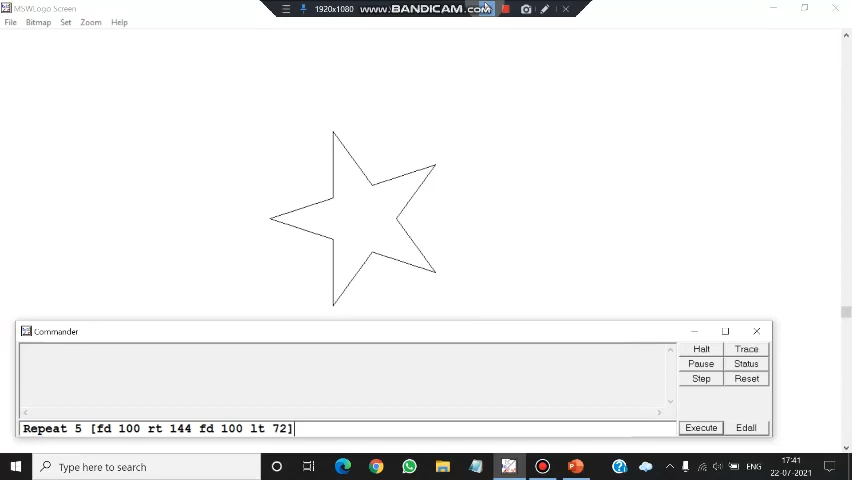 MSWLogo Screen
1920x1080 www.BANDICAM.com
File Bitmap Set Zoom Help
Commander
Halt Trace
Pause Status
Step Reset
Repeat 5 [fd 100 rt 144 fd 100 lt 72]
Execute Edall
Type here to search
ENG
17:41
22-07-2021